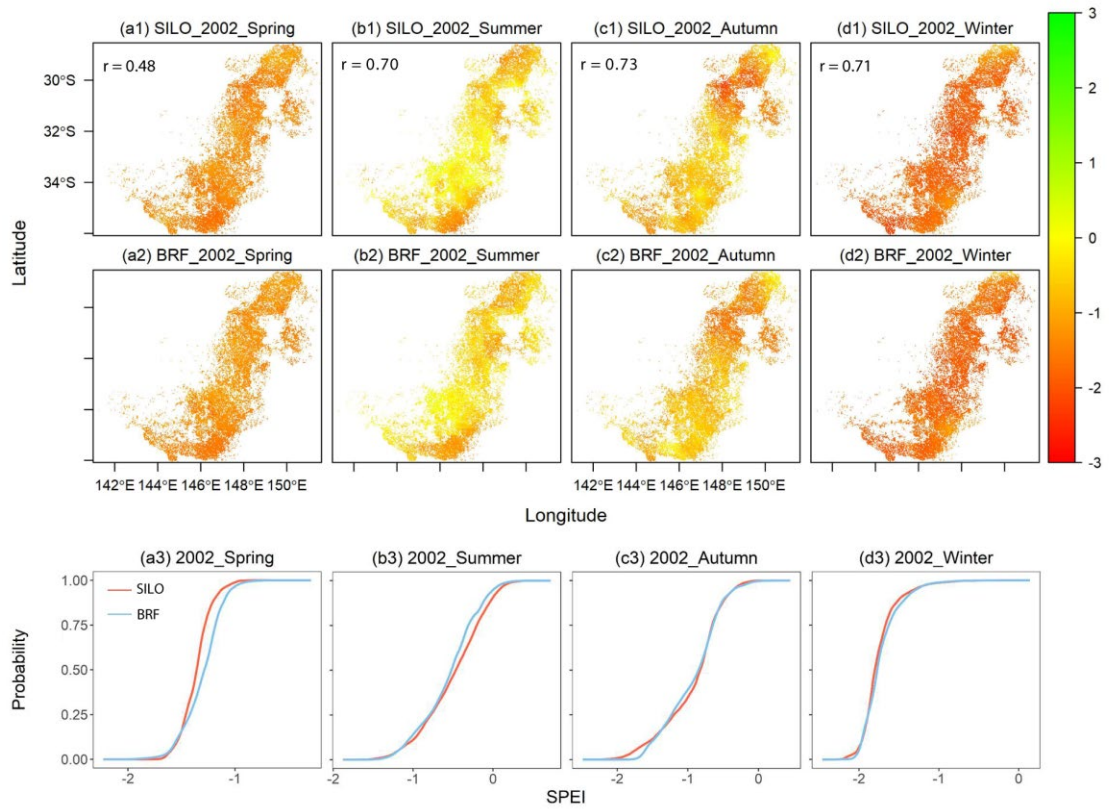 (a1) SILO_2002_Spring (b1) SILO_2002_Summer (c1) SILO_2002_Autumn (d1) SILO_2002_Winter
r = 0.48 r = 0.70 r = 0.73 r = 0.71
30°S
32°S
34°S
Latitude
(a2) BRF_2002_Spring (b2) BRF_2002_Summer (c2) BRF_2002_Autumn (d2) BRF_2002_Winter
3
2
1
0
-1
-2
-3
142°E 144°E 146°E 148°E 150°E 142°E 144°E 146°E 148°E 150°E
Longitude
(a3) 2002_Spring (b3) 2002_Summer (c3) 2002_Autumn (d3) 2002_Winter
SILO
BRF
1.00
0.75
0.50
0.25
0.00
Probability
-2 -1 -2 -1 0 -2 -1 0 -2 -1 0
SPEI